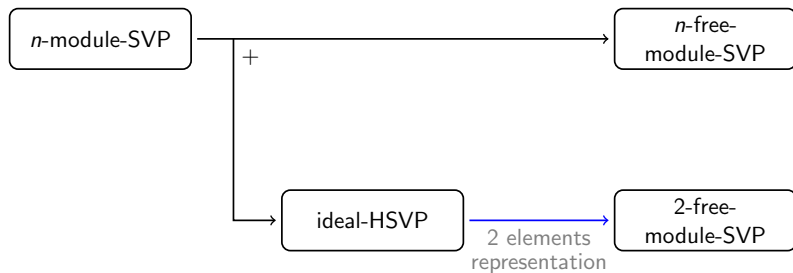 n-module-SVP
n-free-
module-SVP
+
ideal-HSVP
2 elements
representation
2-free-
module-SVP